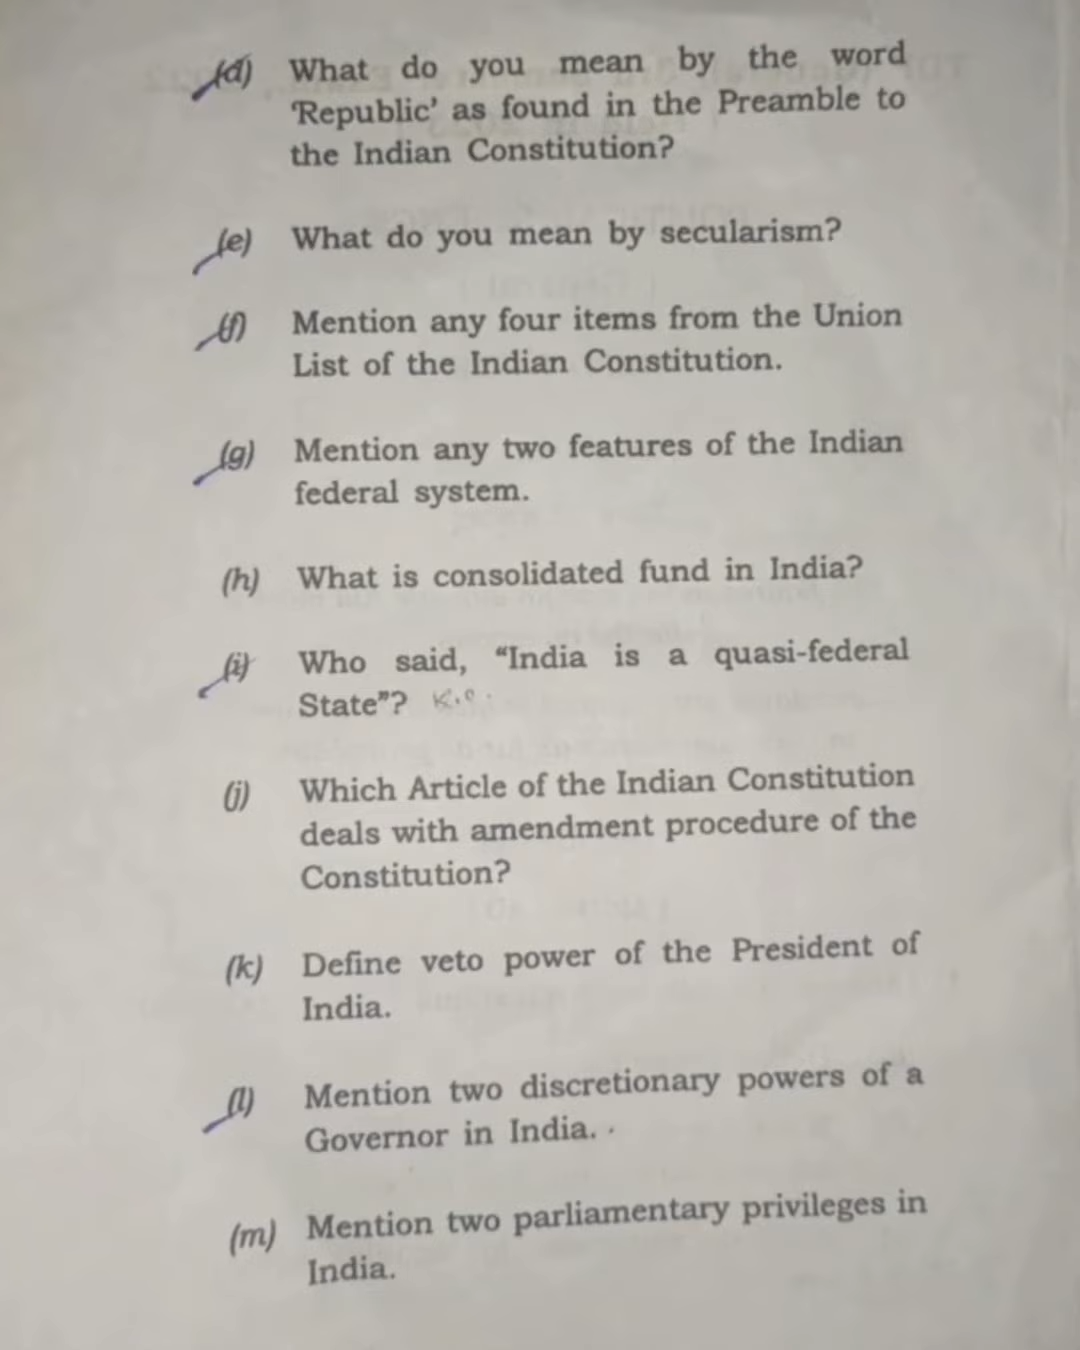 (d) What do you mean by the word
'Republic' as found in the Preamble to
the Indian Constitution?
(e) What do you mean by secularism?
(f) Mention any four items from the Union
List of the Indian Constitution.
(g) Mention any two features of the Indian
federal system.
(h) What is consolidated fund in India?
(i) Who said, "India is a quasi-federal
State"?
(j) Which Article of the Indian Constitution
deals with amendment procedure of the
Constitution?
(k) Define veto power of the President of
India.
(l) Mention two discretionary powers of a
Governor in India.
(m) Mention two parliamentary privileges in
India.